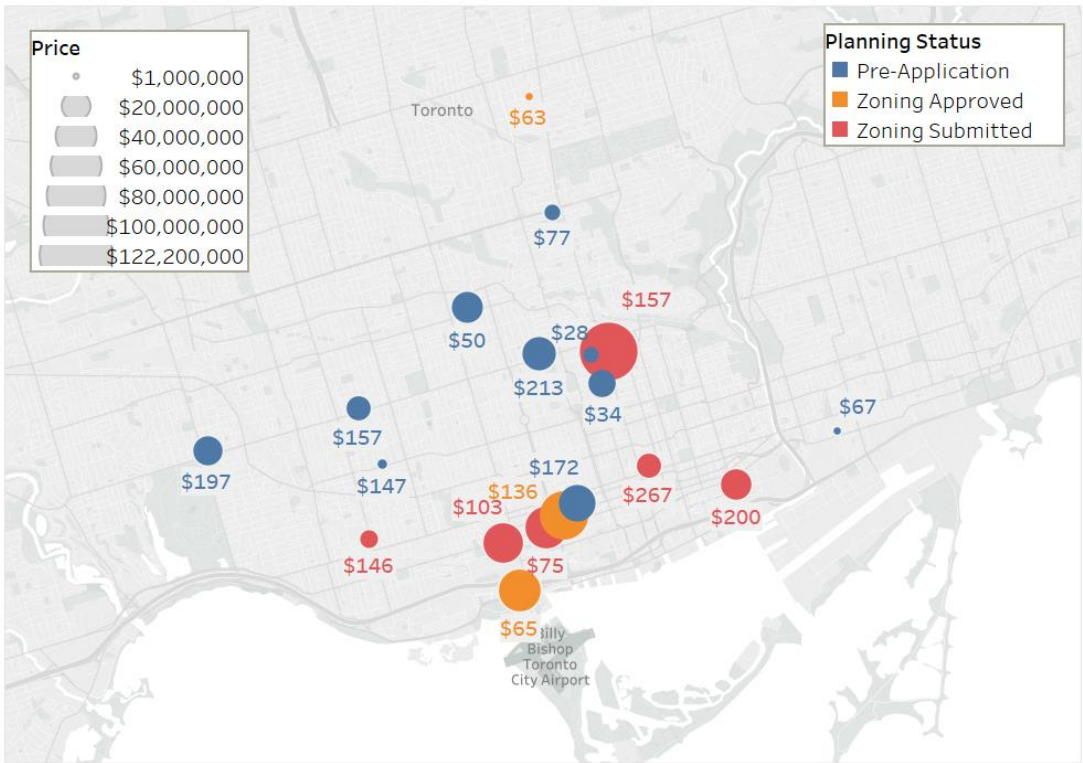 Price
$1,000,000
$20,000,000
$40,000,000
$60,000,000
$80,000,000
$100,000,000
$122,200,000
Planning Status
Pre-Application
Zoning Approved
Zoning Submitted
Toronto
$63
$77
$157
$28
$50
$213
$34
$67
$157
$197
$147
$172
$136
$103
$267
$200
$146
$75
$65
Billy
Bishop
Toronto
City Airport